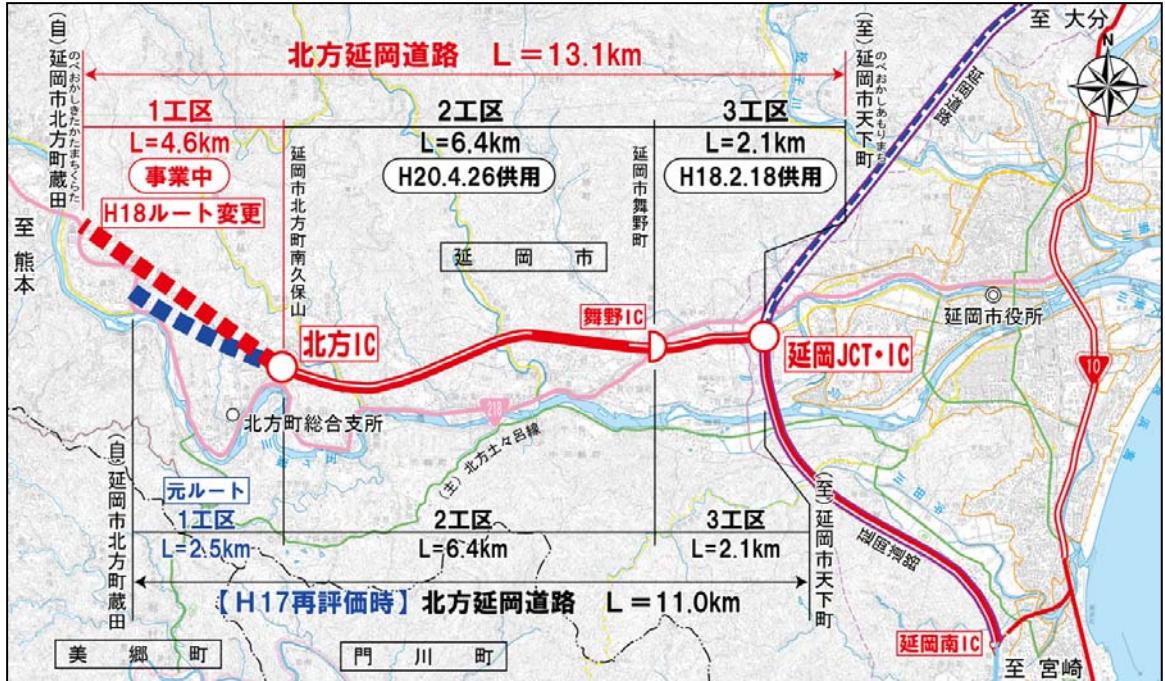 北方延岡道路 L=13.1km
(自)延岡市北方町蔵田
のべおかしきたかたまちくらた
(至)延岡市天下町
のべおかしあもりまち
至 大分
N
延岡道路
1工区
L=4.6km
事業中
H18ルート変更
2工区
L=6.4km
H20.4.26供用
3工区
L=2.1km
H18.2.18供用
延岡市北方町南久保山
延岡市舞野町
至 熊本
延岡市
北方IC
舞野IC
延岡JCT・IC
延岡市役所
10
218
北方町総合支所
(主)北方土々呂線
元ルート
1工区
L=2.5km
2工区
L=6.4km
3工区
L=2.1km
(自)延岡市北方町蔵田
(至)延岡市天下町
【H17再評価時】北方延岡道路 L=11.0km
延岡道路
延岡南IC
至 宮崎
美郷町
門川町